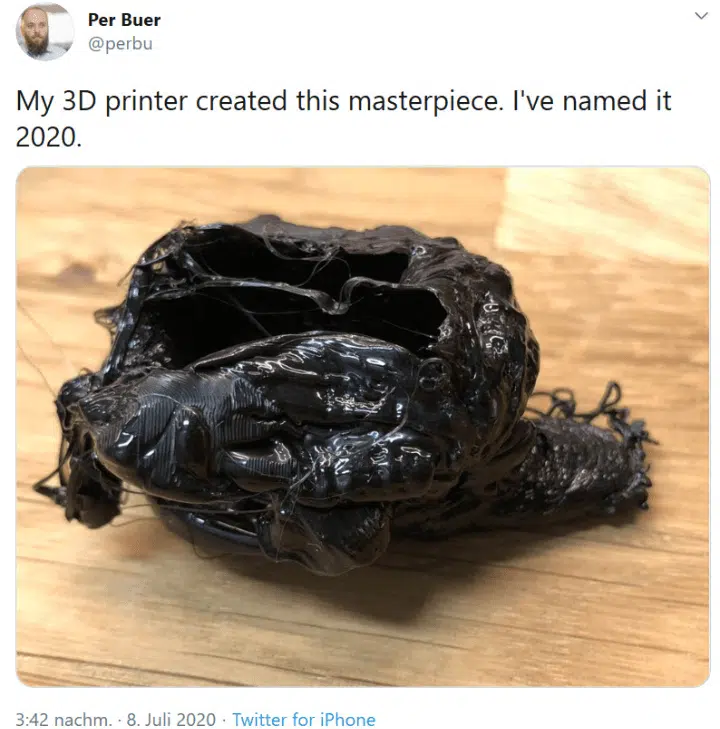 Per Buer
@perbu
My 3D printer created this masterpiece. I've named it
2020.
3:42 nachm. · 8. Juli 2020 · Twitter for iPhone